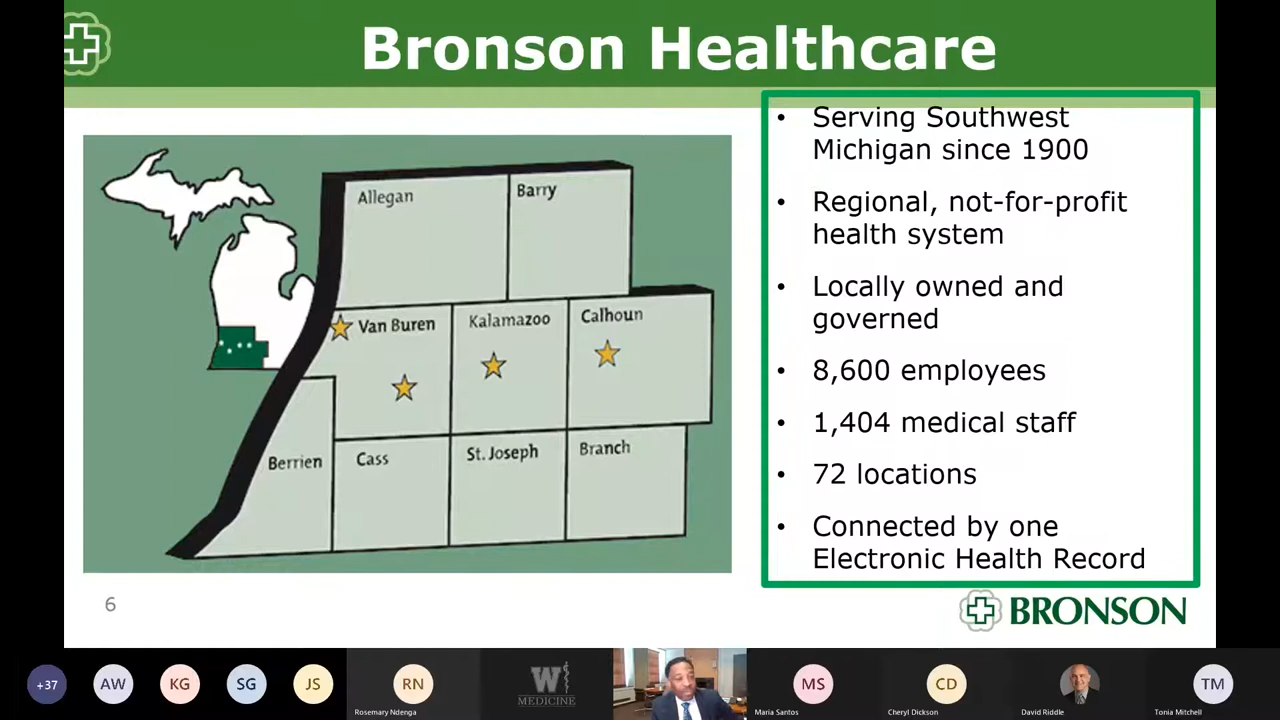 Bronson Healthcare
Allegan
Barry
Van Buren
Kalamazoo
Calhoun
Berrien
Cass
St. Joseph
Branch
• Serving Southwest
Michigan since 1900
• Regional, not-for-profit
health system
• Locally owned and
governed
• 8,600 employees
• 1,404 medical staff
• 72 locations
• Connected by one
Electronic Health Record
6
BRONSON
+37
AW
KG
SG
JS
RN
Rosemary Ndenga
W
MEDICINE
MS
Maria Santos
CD
Cheryl Dickson
David Riddle
TM
Tonia Mitchell